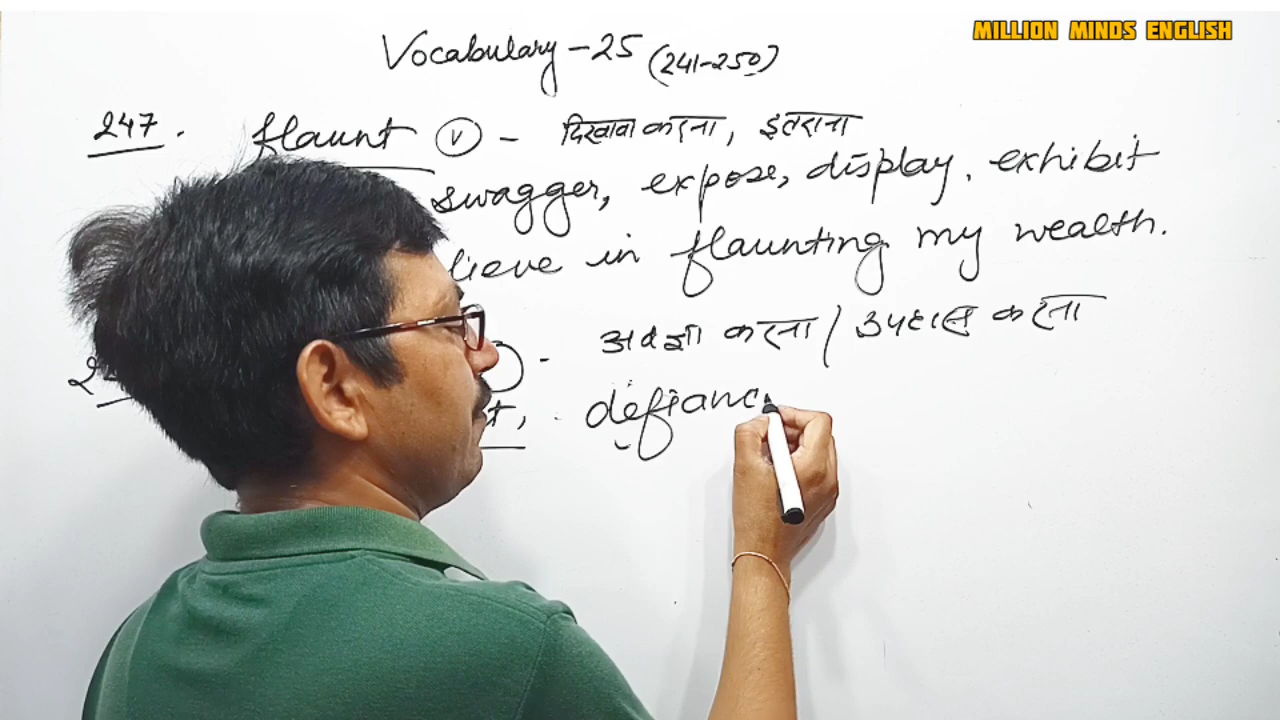 MILLION MINDS ENGLISH
Vocabulary - 25 (241-250)
247. flaunt (v) - दिखावा करना, इतराना
swagger, expose, display, exhibit
lieve in flaunting my wealth.
- अवज्ञा करना / उपहास करना
t, defianc